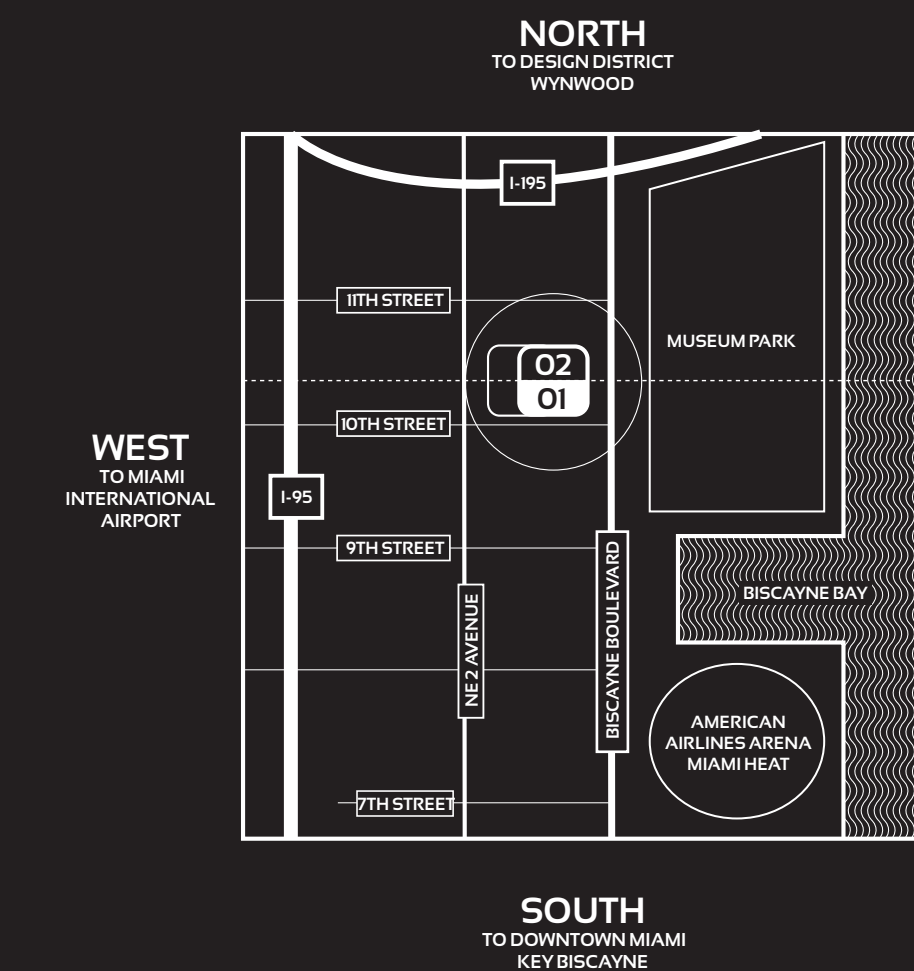 NORTH
TO DESIGN DISTRICT
WYNWOOD
I-195
11TH STREET
MUSEUM PARK
02
01
10TH STREET
WEST
TO MIAMI
INTERNATIONAL
AIRPORT
I-95
9TH STREET
BISCAYNE BOULEVARD
BISCAYNE BAY
NE 2 AVENUE
AMERICAN
AIRLINES ARENA
MIAMI HEAT
7TH STREET
SOUTH
TO DOWNTOWN MIAMI
KEY BISCAYNE